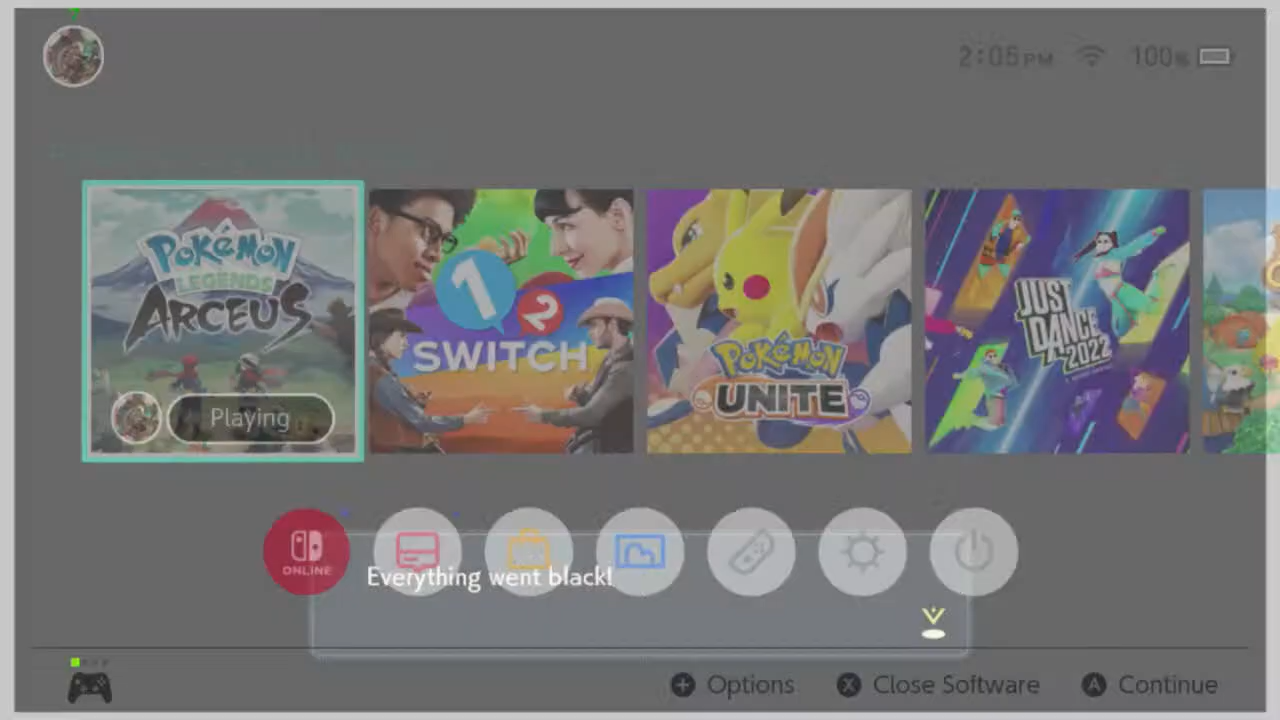 2:05 PM 100%
POKéMON
LEGENDS
ARCEUS
Playing
1
2
SWITCH
POKéMON
UNITE
JUST
DANCE
2022
ONLINE
Everything went black!
+ Options X Close Software A Continue